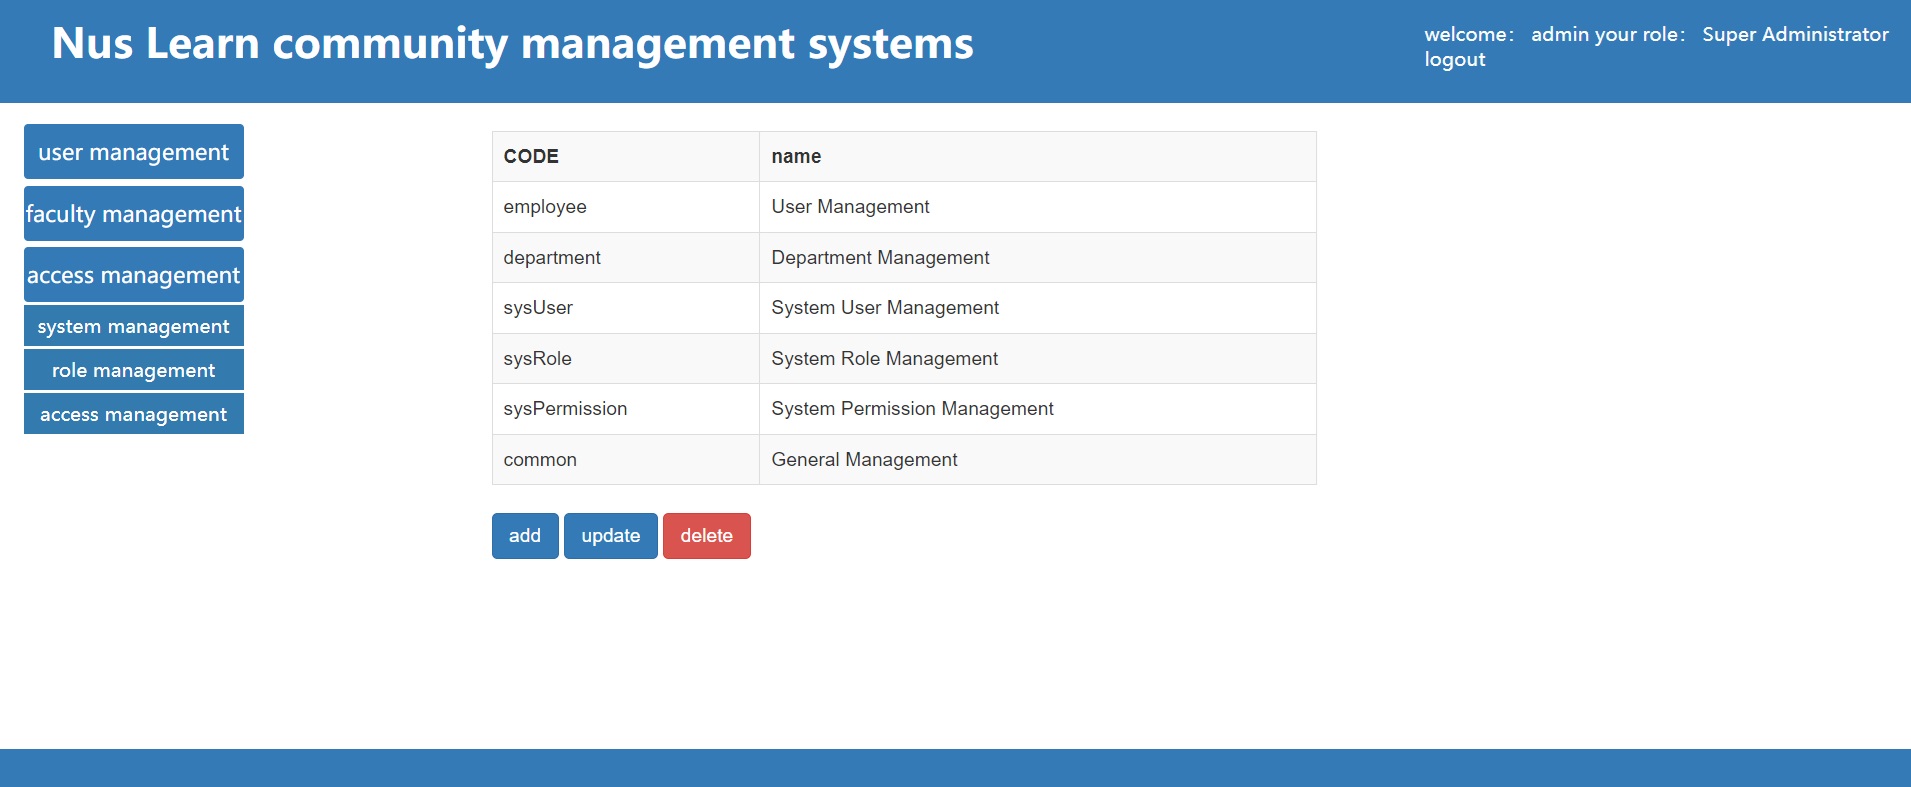 Nus Learn community management systems
welcome： admin your role： Super Administrator
logout
user management
faculty management
access management
system management
role management
access management
CODE name
employee User Management
department Department Management
sysUser System User Management
sysRole System Role Management
sysPermission System Permission Management
common General Management
add update delete